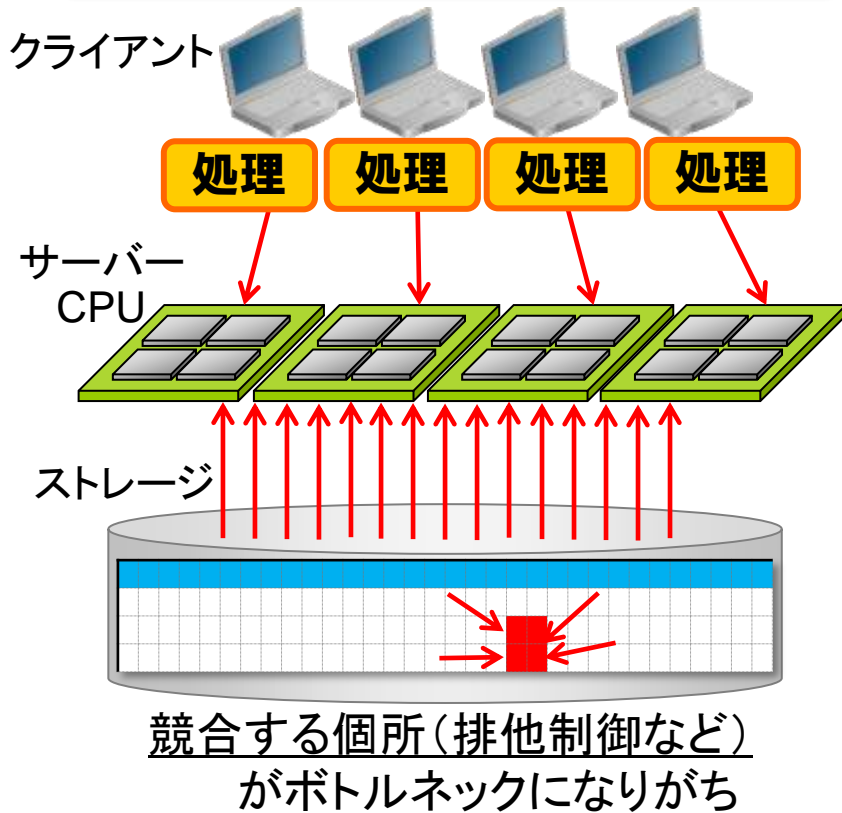 クライアント
処理 処理 処理 処理
サーバー
CPU
ストレージ
競合する個所(排他制御など)
がボトルネックになりがち